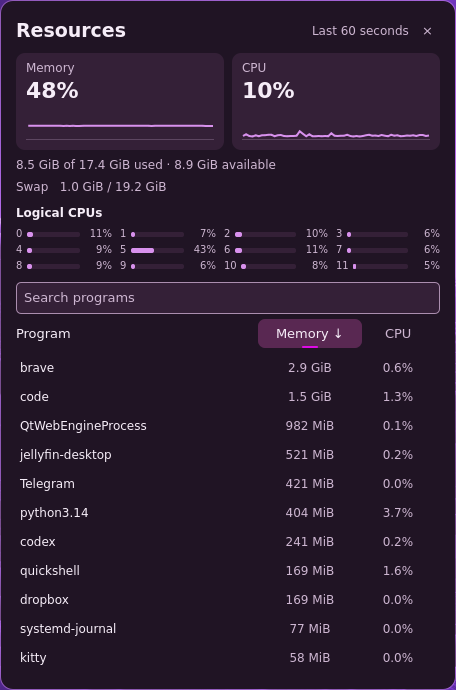 Resources Last 60 seconds ×
Memory CPU
48% 10%
8.5 GiB of 17.4 GiB used · 8.9 GiB available
Swap 1.0 GiB / 19.2 GiB
Logical CPUs
0 11% 1 7% 2 10% 3 6%
4 9% 5 43% 6 11% 7 6%
8 9% 9 6% 10 8% 11 5%
Search programs
Program Memory ↓ CPU
brave 2.9 GiB 0.6%
code 1.5 GiB 1.3%
QtWebEngineProcess 982 MiB 0.1%
jellyfin-desktop 521 MiB 0.2%
Telegram 421 MiB 0.0%
python3.14 404 MiB 3.7%
codex 241 MiB 0.2%
quickshell 169 MiB 1.6%
dropbox 169 MiB 0.0%
systemd-journal 77 MiB 0.0%
kitty 58 MiB 0.0%